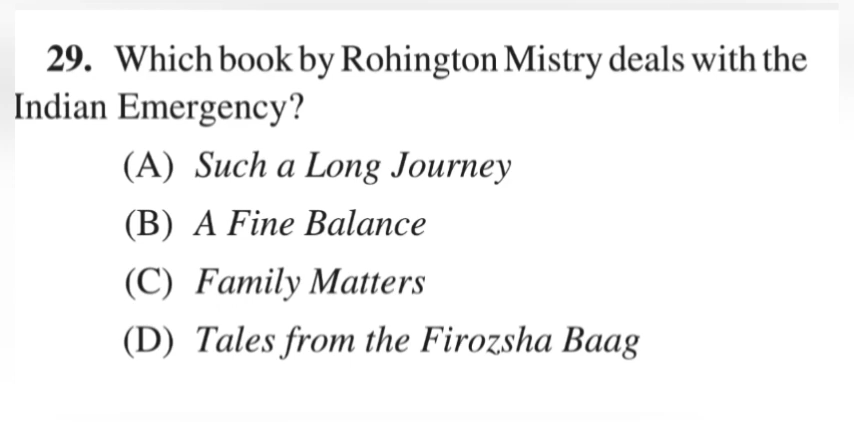 29. Which book by Rohington Mistry deals with the
Indian Emergency?
(A) Such a Long Journey
(B) A Fine Balance
(C) Family Matters
(D) Tales from the Firozsha Baag